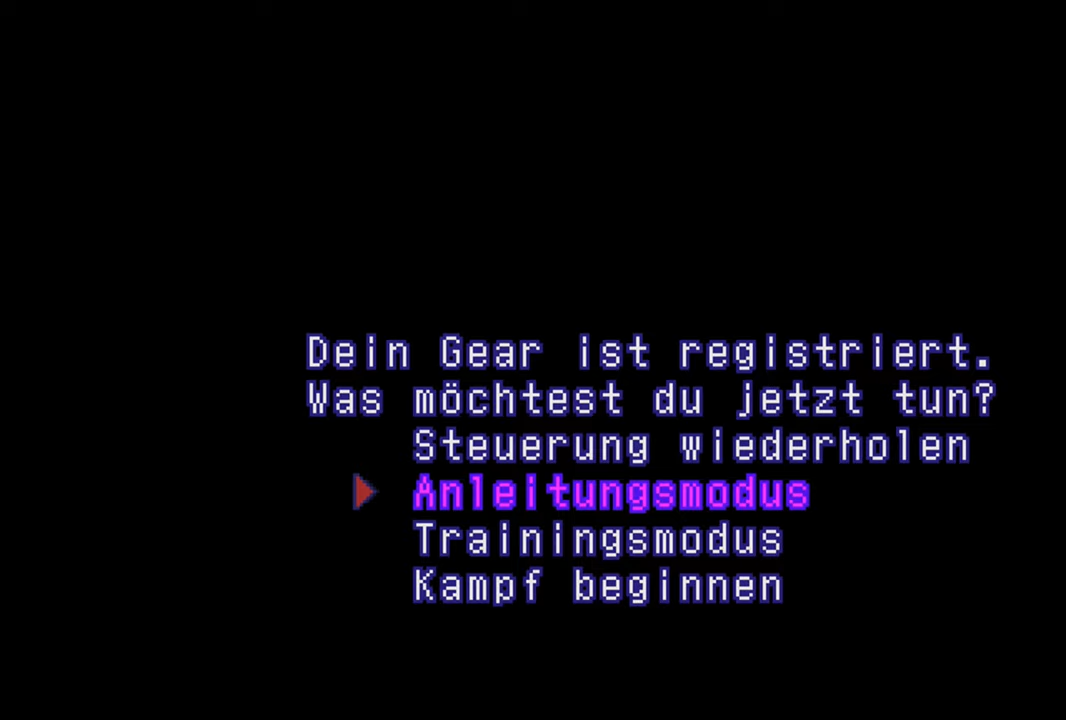 Dein Gear ist registriert.
Was möchtest du jetzt tun?
Steuerung wiederholen
Anleitungsmodus
Trainingsmodus
Kampf beginnen